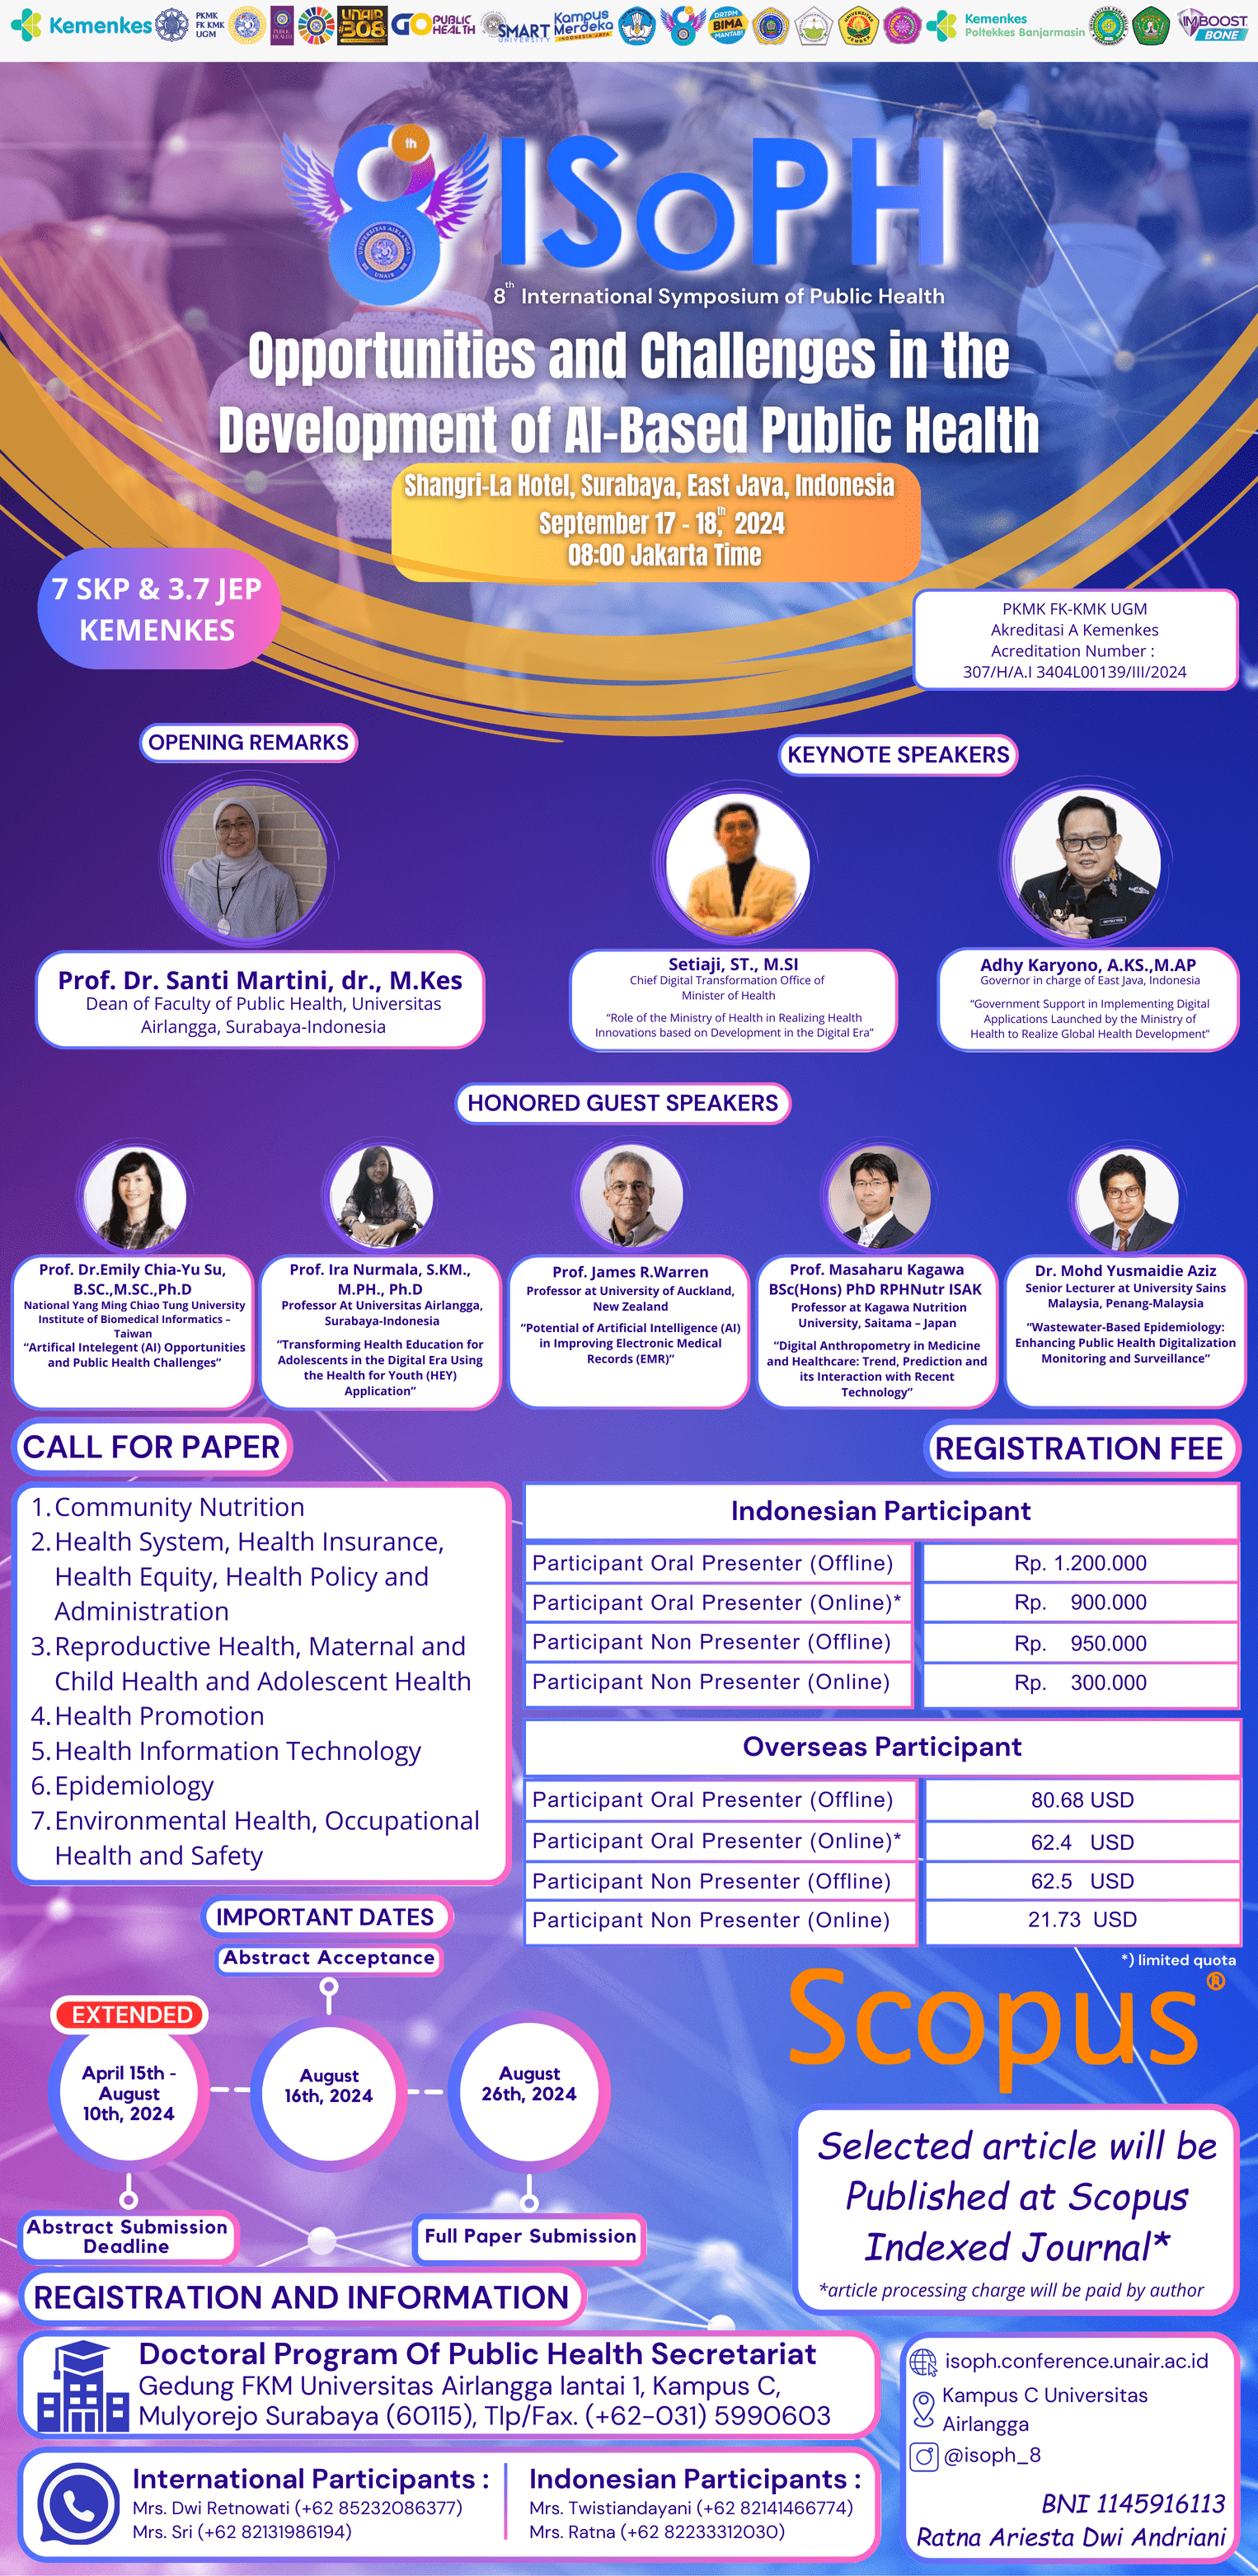 Kemenkes
PKMK
FK KMK
UGM
UNAIR
#308
GO PUBLIC HEALTH
SMART
UNIVERSITY
Kampus
Merdeka
INDONESIA JAYA
DRTPM
BIMA
MANTAB!
Kemenkes
Poltekkes Banjarmasin
IMBOOST
BONE
8th ISoPH
UNIVERSITAS AIRLANGGA
UNAIR
8th International Symposium of Public Health
Opportunities and Challenges in the
Development of AI-Based Public Health
Shangri-La Hotel, Surabaya, East Java, Indonesia
September 17 - 18,th 2024
08:00 Jakarta Time
7 SKP & 3.7 JEP
KEMENKES
PKMK FK-KMK UGM
Akreditasi A Kemenkes
Acreditation Number :
307/H/A.I 3404L00139/III/2024
OPENING REMARKS
KEYNOTE SPEAKERS
Prof. Dr. Santi Martini, dr., M.Kes
Dean of Faculty of Public Health, Universitas
Airlangga, Surabaya-Indonesia
Setiaji, ST., M.SI
Chief Digital Transformation Office of
Minister of Health
“Role of the Ministry of Health in Realizing Health
Innovations based on Development in the Digital Era”
Adhy Karyono, A.KS.,M.AP
Governor in charge of East Java, Indonesia
“Government Support in Implementing Digital
Applications Launched by the Ministry of
Health to Realize Global Health Development”
HONORED GUEST SPEAKERS
Prof. Dr.Emily Chia-Yu Su,
B.SC.,M.SC.,Ph.D
National Yang Ming Chiao Tung University
Institute of Biomedical Informatics –
Taiwan
“Artifical Intelegent (AI) Opportunities
and Public Health Challenges”
Prof. Ira Nurmala, S.KM.,
M.PH., Ph.D
Professor At Universitas Airlangga,
Surabaya-Indonesia
“Transforming Health Education for
Adolescents in the Digital Era Using
the Health for Youth (HEY)
Application”
Prof. James R.Warren
Professor at University of Auckland,
New Zealand
“Potential of Artificial Intelligence (AI)
in Improving Electronic Medical
Records (EMR)”
Prof. Masaharu Kagawa
BSc(Hons) PhD RPHNutr ISAK
Professor at Kagawa Nutrition
University, Saitama – Japan
“Digital Anthropometry in Medicine
and Healthcare: Trend, Prediction and
its Interaction with Recent
Technology”
Dr. Mohd Yusmaidie Aziz
Senior Lecturer at University Sains
Malaysia, Penang-Malaysia
“Wastewater-Based Epidemiology:
Enhancing Public Health Digitalization
Monitoring and Surveillance”
CALL FOR PAPER
1. Community Nutrition
2. Health System, Health Insurance,
Health Equity, Health Policy and
Administration
3. Reproductive Health, Maternal and
Child Health and Adolescent Health
4. Health Promotion
5. Health Information Technology
6. Epidemiology
7. Environmental Health, Occupational
Health and Safety
REGISTRATION FEE
Indonesian Participant
Participant Oral Presenter (Offline) Rp. 1.200.000
Participant Oral Presenter (Online)* Rp. 900.000
Participant Non Presenter (Offline) Rp. 950.000
Participant Non Presenter (Online) Rp. 300.000
Overseas Participant
Participant Oral Presenter (Offline) 80.68 USD
Participant Oral Presenter (Online)* 62.4 USD
Participant Non Presenter (Offline) 62.5 USD
Participant Non Presenter (Online) 21.73 USD
*) limited quota
IMPORTANT DATES
Abstract Acceptance
EXTENDED
April 15th -
August
10th, 2024
August
16th, 2024
August
26th, 2024
Abstract Submission
Deadline
Full Paper Submission
Scopus®
Selected article will be
Published at Scopus
Indexed Journal*
*article processing charge will be paid by author
REGISTRATION AND INFORMATION
Doctoral Program Of Public Health Secretariat
Gedung FKM Universitas Airlangga lantai 1, Kampus C,
Mulyorejo Surabaya (60115), Tlp/Fax. (+62-031) 5990603
International Participants :
Mrs. Dwi Retnowati (+62 85232086377)
Mrs. Sri (+62 82131986194)
Indonesian Participants :
Mrs. Twistiandayani (+62 82141466774)
Mrs. Ratna (+62 82233312030)
isoph.conference.unair.ac.id
Kampus C Universitas
Airlangga
@isoph_8
BNI 1145916113
Ratna Ariesta Dwi Andriani